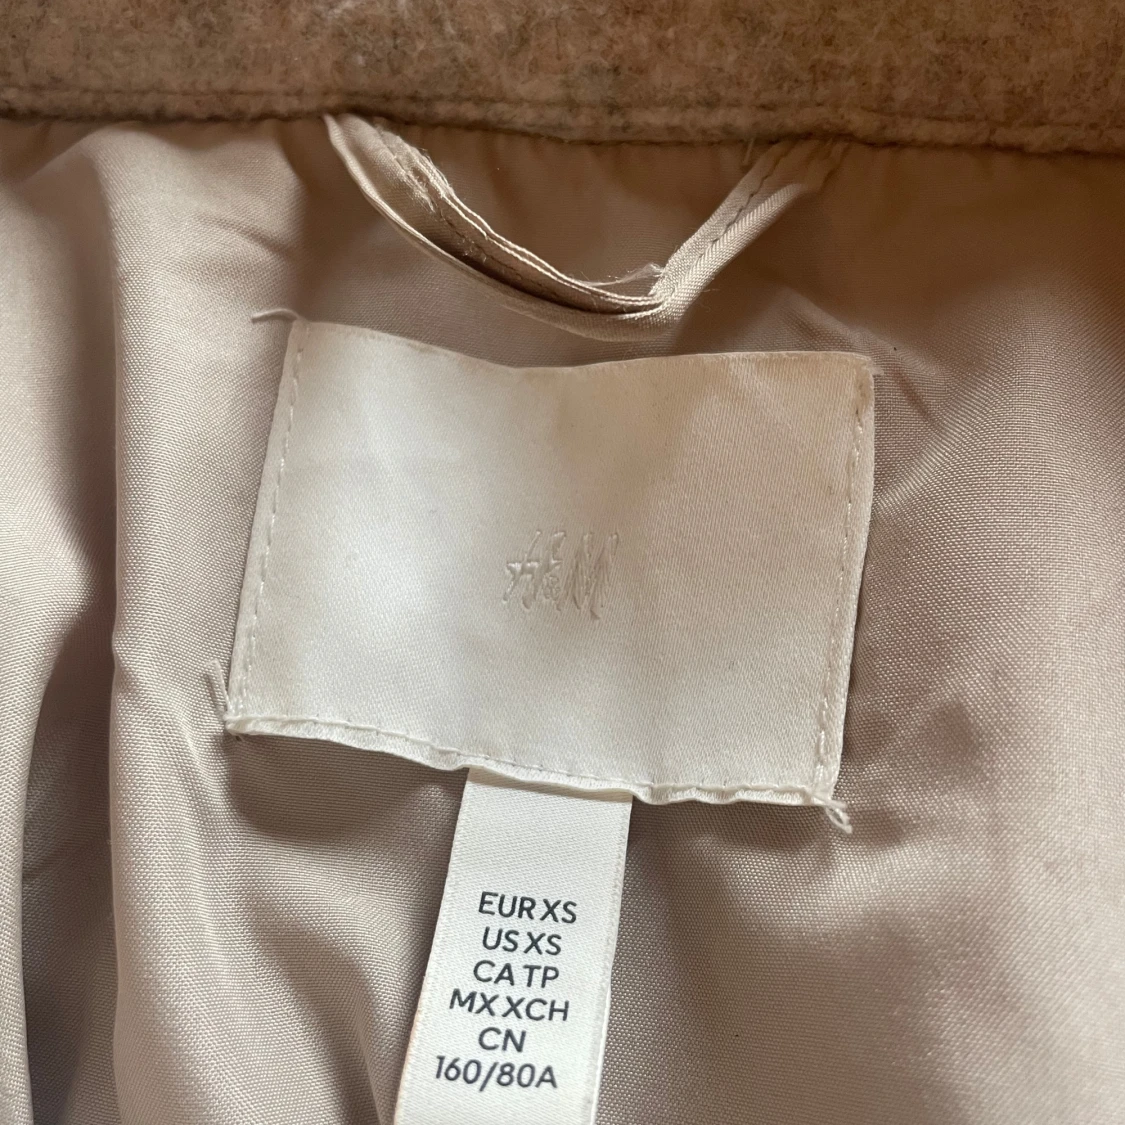 H&M
EUR XS
US XS
CA TP
MX XCH
CN
160/80A